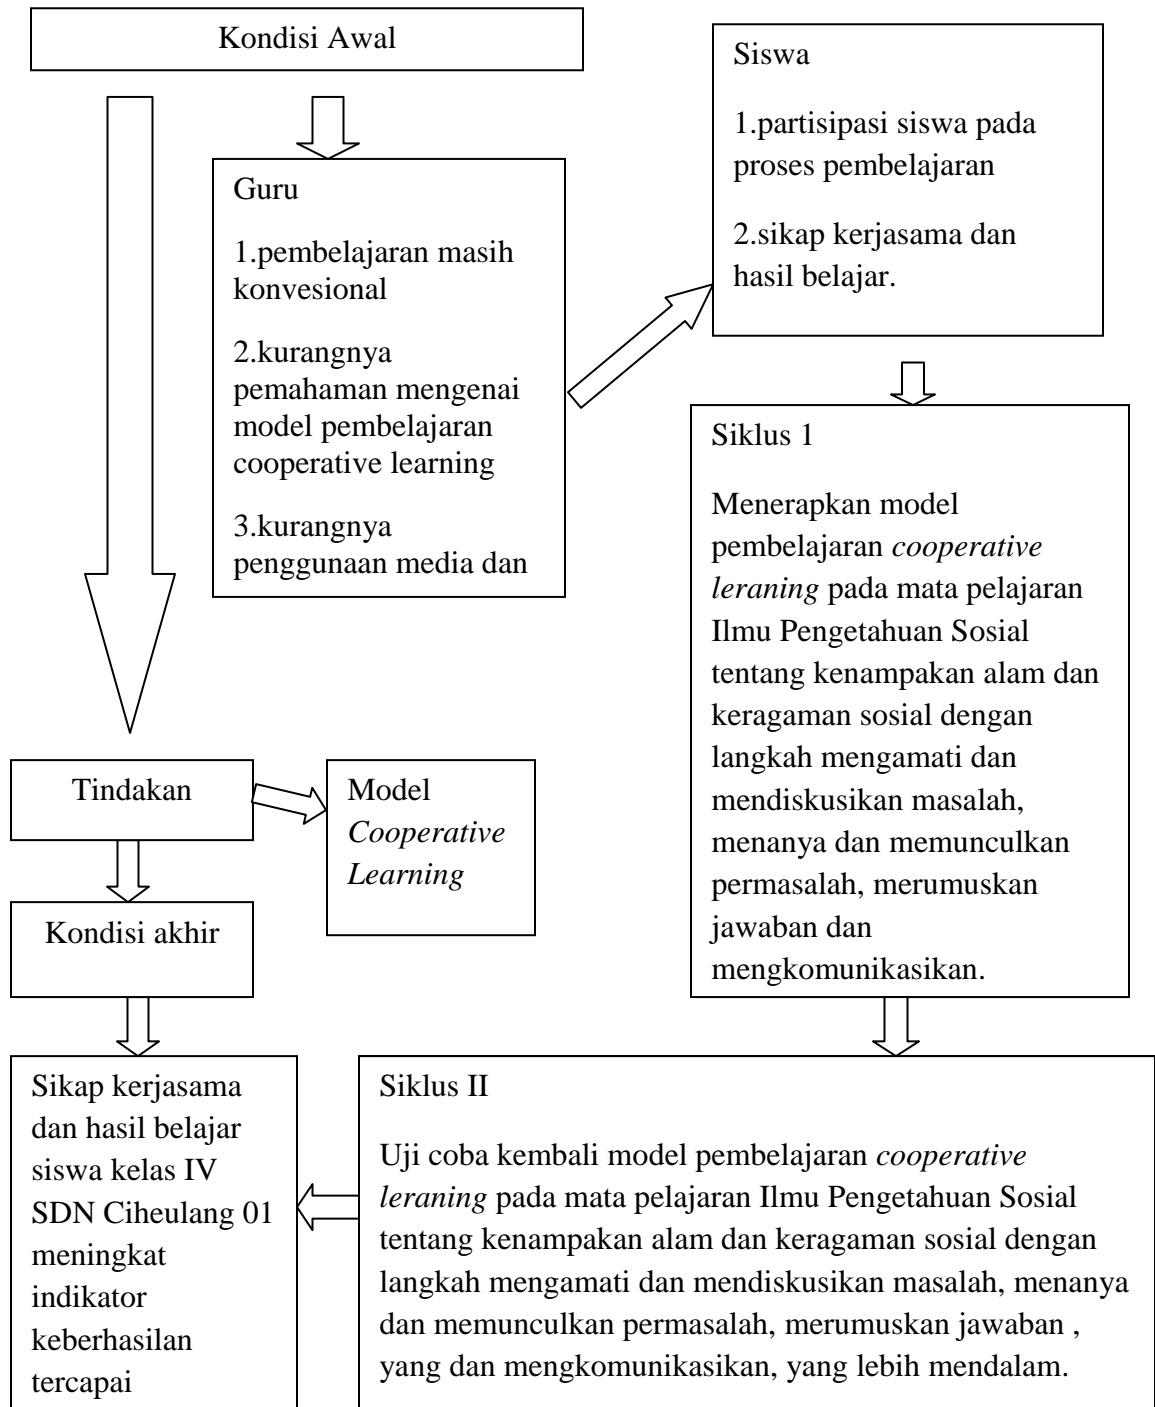 Kondisi Awal
Guru
1.pembelajaran masih
konvesional
2.kurangnya
pemahaman mengenai
model pembelajaran
cooperative learning
3.kurangnya
penggunaan media dan
Siswa
1.partisipasi siswa pada
proses pembelajaran
2.sikap kerjasama dan
hasil belajar.
Siklus 1
Menerapkan model
pembelajaran cooperative
leraning pada mata pelajaran
Ilmu Pengetahuan Sosial
tentang kenampakan alam dan
keragaman sosial dengan
langkah mengamati dan
mendiskusikan masalah,
menanya dan memunculkan
permasalah, merumuskan
jawaban dan
mengkomunikasikan.
Tindakan
Model
Cooperative
Learning
Kondisi akhir
Sikap kerjasama
dan hasil belajar
siswa kelas IV
SDN Ciheulang 01
meningkat
indikator
keberhasilan
tercapai
Siklus II
Uji coba kembali model pembelajaran cooperative
leraning pada mata pelajaran Ilmu Pengetahuan Sosial
tentang kenampakan alam dan keragaman sosial dengan
langkah mengamati dan mendiskusikan masalah, menanya
dan memunculkan permasalah, merumuskan jawaban ,
yang dan mengkomunikasikan, yang lebih mendalam.